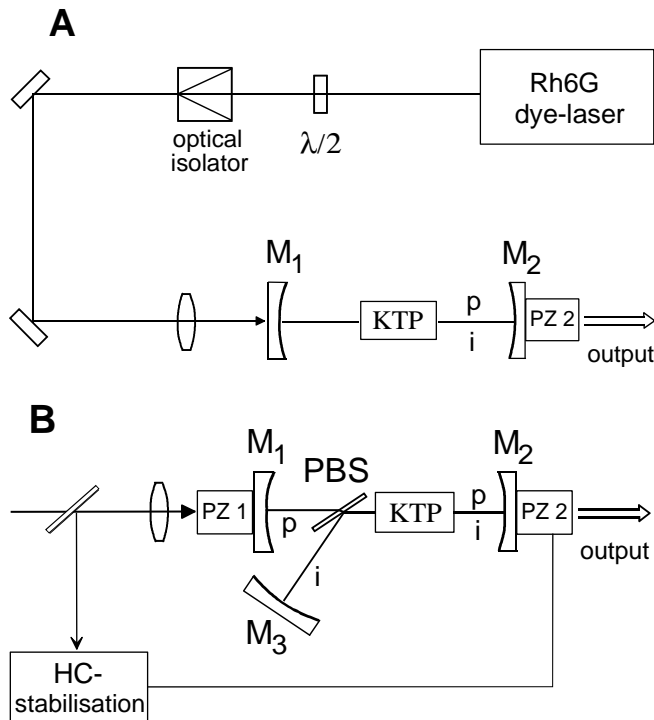 A
Rh6G
dye-laser
optical
isolator
λ/2
M1
M2
KTP
p
i
PZ 2
output
B
M1
PBS
M2
PZ 1
p
KTP
p
i
PZ 2
output
i
M3
HC-
stabilisation